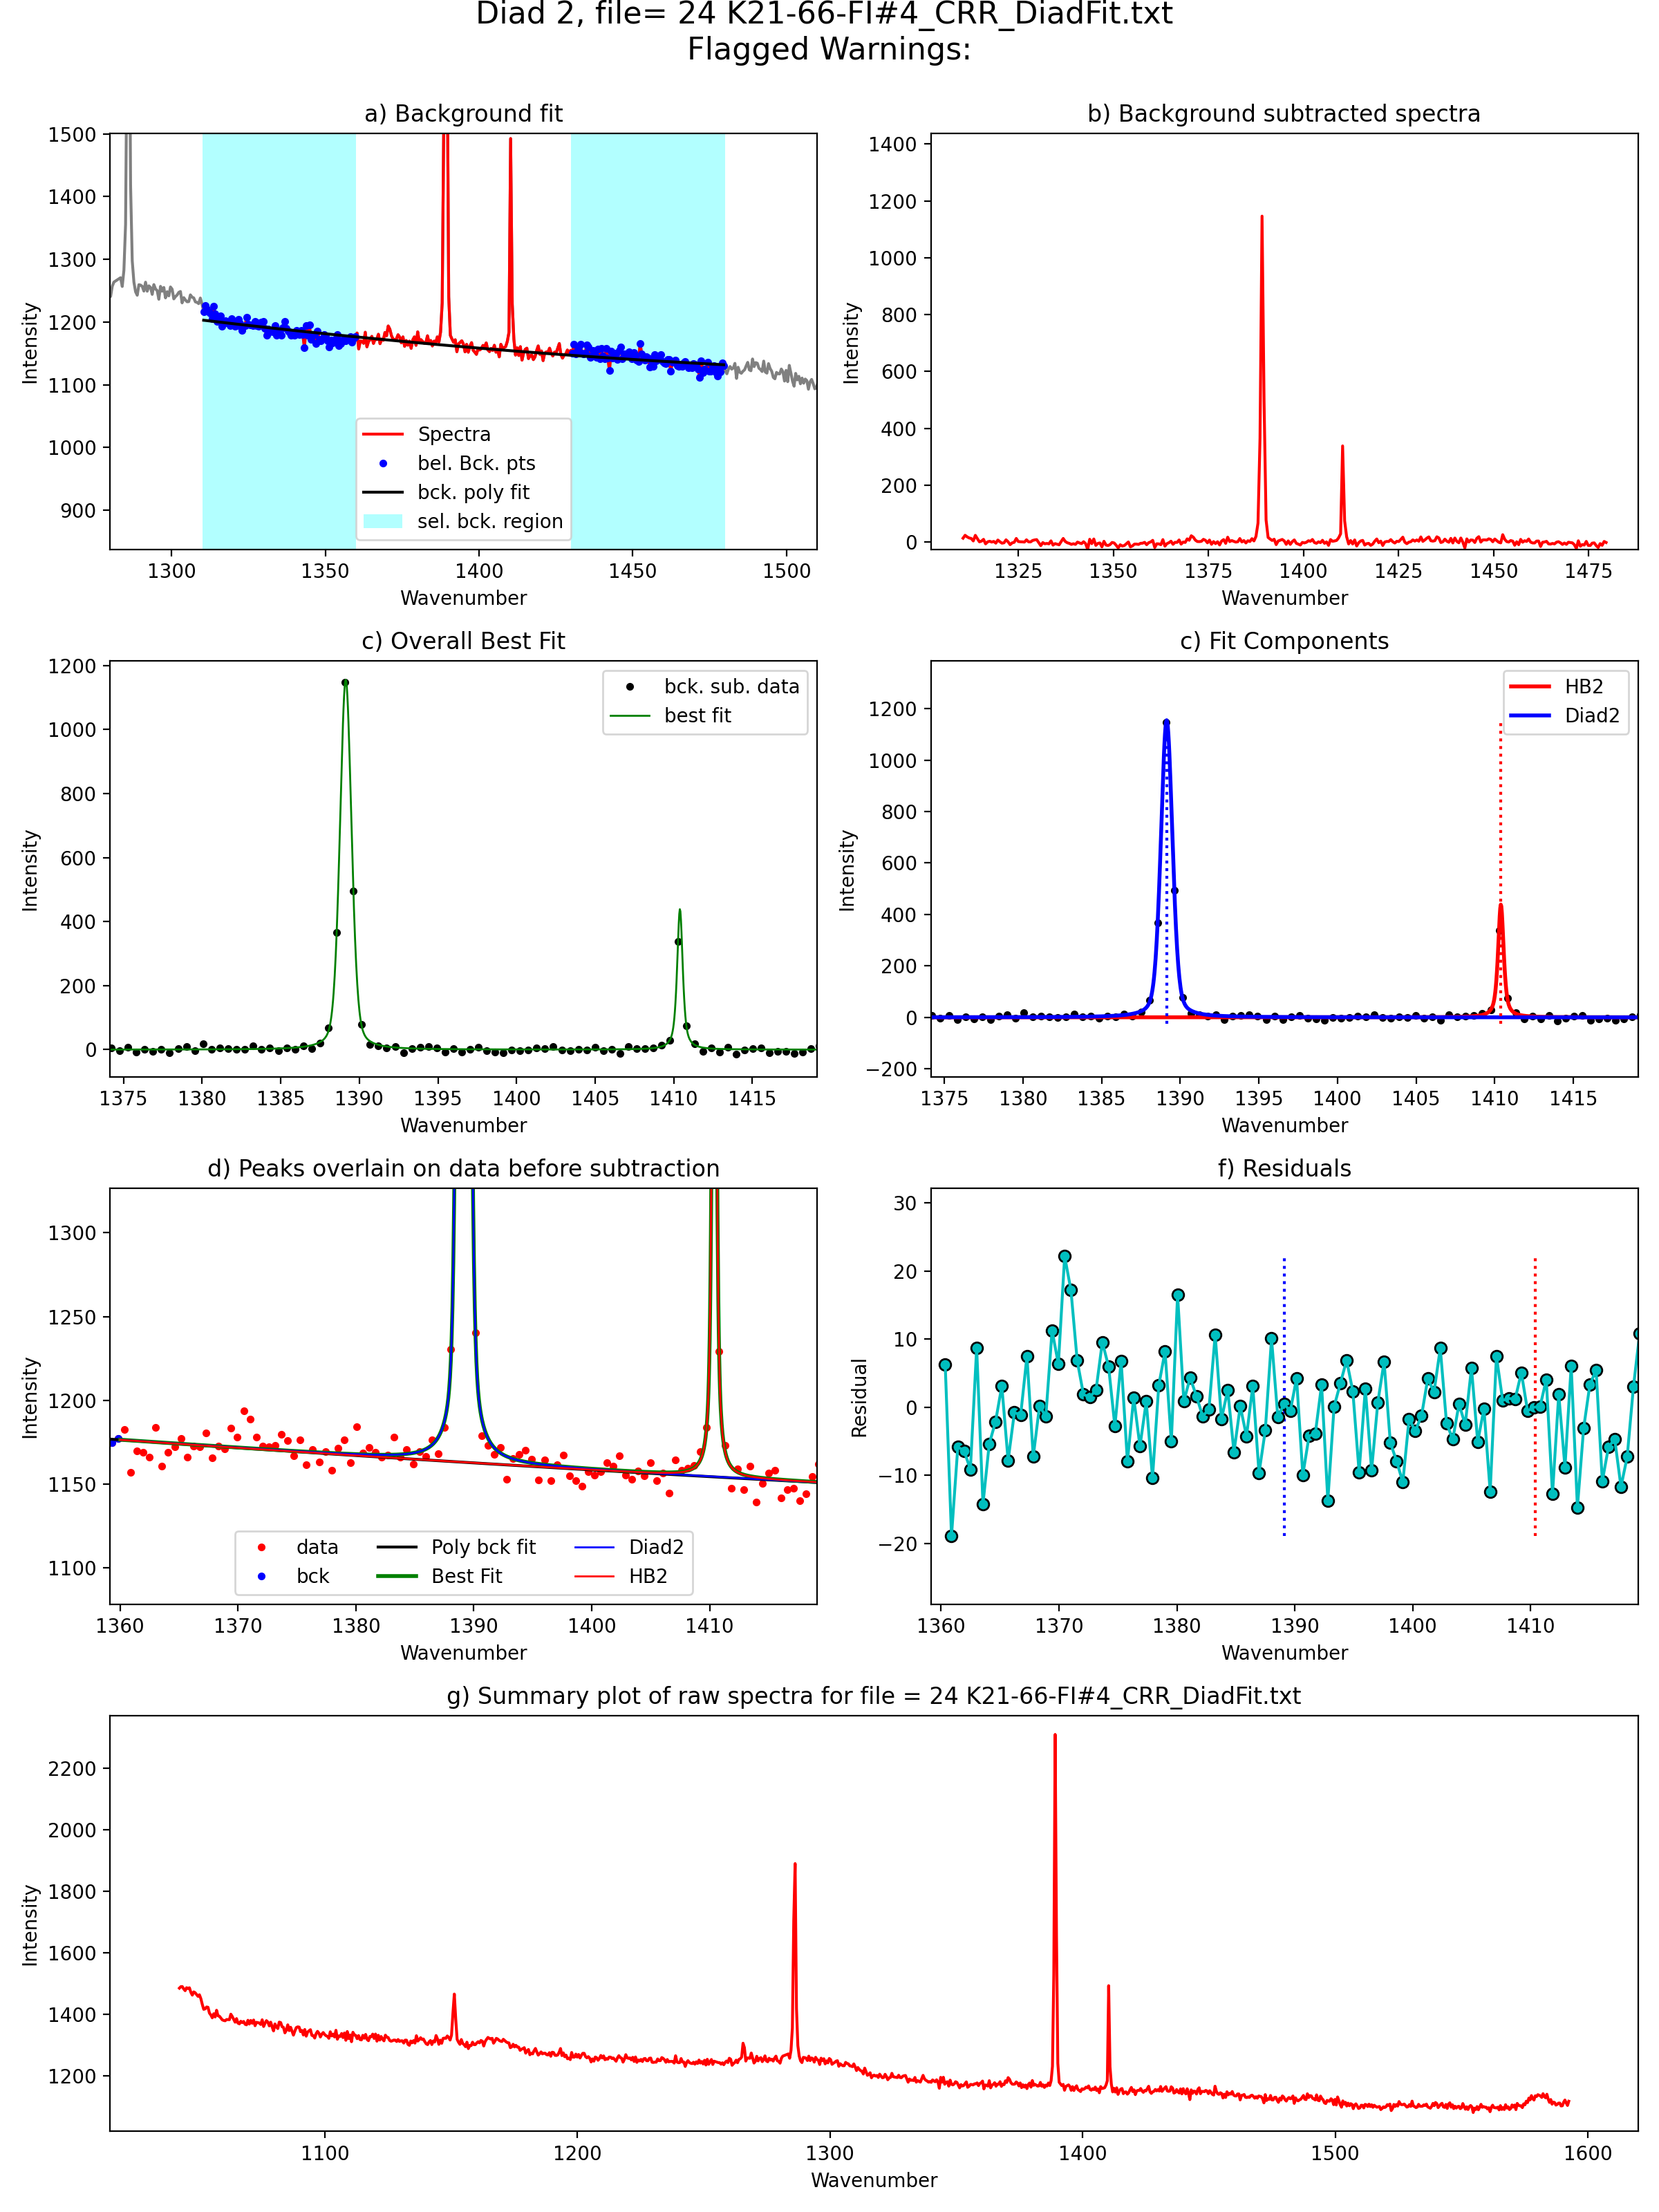 Diad 2, file= 24 K21-66-FI#4_CRR_DiadFit.txt
Flagged Warnings:
a) Background fit
1500
1400
1300
1200
1100
1000
900
Intensity
Spectra
bel. Bck. pts
bck. poly fit
sel. bck. region
1300 1350 1400 1450 1500
Wavenumber
b) Background subtracted spectra
1400
1200
1000
800
600
400
200
0
Intensity
1325 1350 1375 1400 1425 1450 1475
Wavenumber
c) Overall Best Fit
1200
1000
800
600
400
200
0
Intensity
bck. sub. data
best fit
1375 1380 1385 1390 1395 1400 1405 1410 1415
Wavenumber
c) Fit Components
1200
1000
800
600
400
200
0
−200
Intensity
HB2
Diad2
1375 1380 1385 1390 1395 1400 1405 1410 1415
Wavenumber
d) Peaks overlain on data before subtraction
1300
1250
1200
1150
1100
Intensity
data Poly bck fit Diad2
bck Best Fit HB2
1360 1370 1380 1390 1400 1410
Wavenumber
f) Residuals
30
20
10
0
−10
−20
Residual
1360 1370 1380 1390 1400 1410
Wavenumber
g) Summary plot of raw spectra for file = 24 K21-66-FI#4_CRR_DiadFit.txt
2200
2000
1800
1600
1400
1200
Intensity
1100 1200 1300 1400 1500 1600
Wavenumber